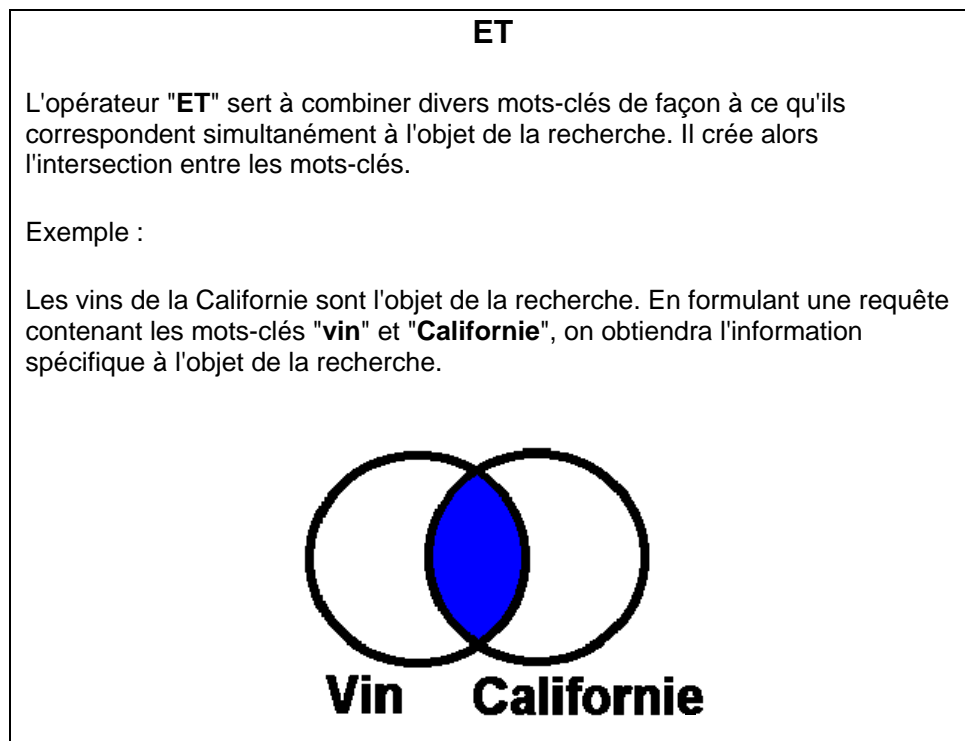 ET
L'opérateur "ET" sert à combiner divers mots-clés de façon à ce qu'ils
correspondent simultanément à l'objet de la recherche. Il crée alors
l'intersection entre les mots-clés.
Exemple :
Les vins de la Californie sont l'objet de la recherche. En formulant une requête
contenant les mots-clés "vin" et "Californie", on obtiendra l'information
spécifique à l'objet de la recherche.
Vin Californie